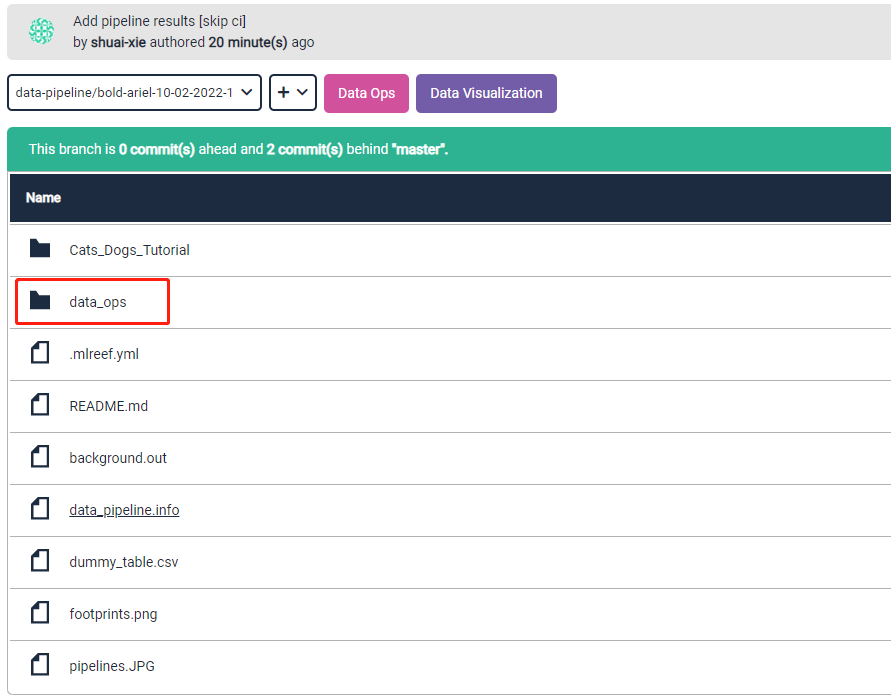 Add pipeline results [skip ci]
by shuai-xie authored 20 minute(s) ago
data-pipeline/bold-ariel-10-02-2022-1
+ Data Ops Data Visualization
This branch is 0 commit(s) ahead and 2 commit(s) behind "master".
Name
Cats_Dogs_Tutorial
data_ops
.mlreef.yml
README.md
background.out
data_pipeline.info
dummy_table.csv
footprints.png
pipelines.JPG